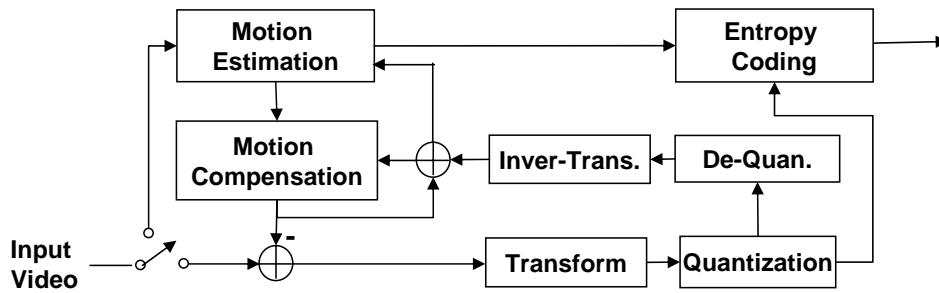 Motion
Estimation
Entropy
Coding
Motion
Compensation
Inver-Trans.
De-Quan.
-
Input
Video
Transform
Quantization